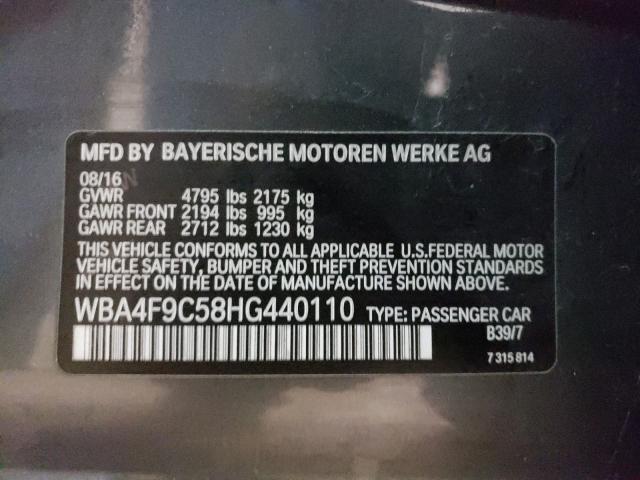 MFD BY BAYERISCHE MOTOREN WERKE AG
08/16
GVWR 4795 lbs 2175 kg
GAWR FRONT 2194 lbs 995 kg
GAWR REAR 2712 lbs 1230 kg
THIS VEHICLE CONFORMS TO ALL APPLICABLE U.S.FEDERAL MOTOR
VEHICLE SAFETY, BUMPER AND THEFT PREVENTION STANDARDS
IN EFFECT ON THE DATE OF MANUFACTURE SHOWN ABOVE.
WBA4F9C58HG440110 TYPE: PASSENGER CAR
B39/7
7 315 814